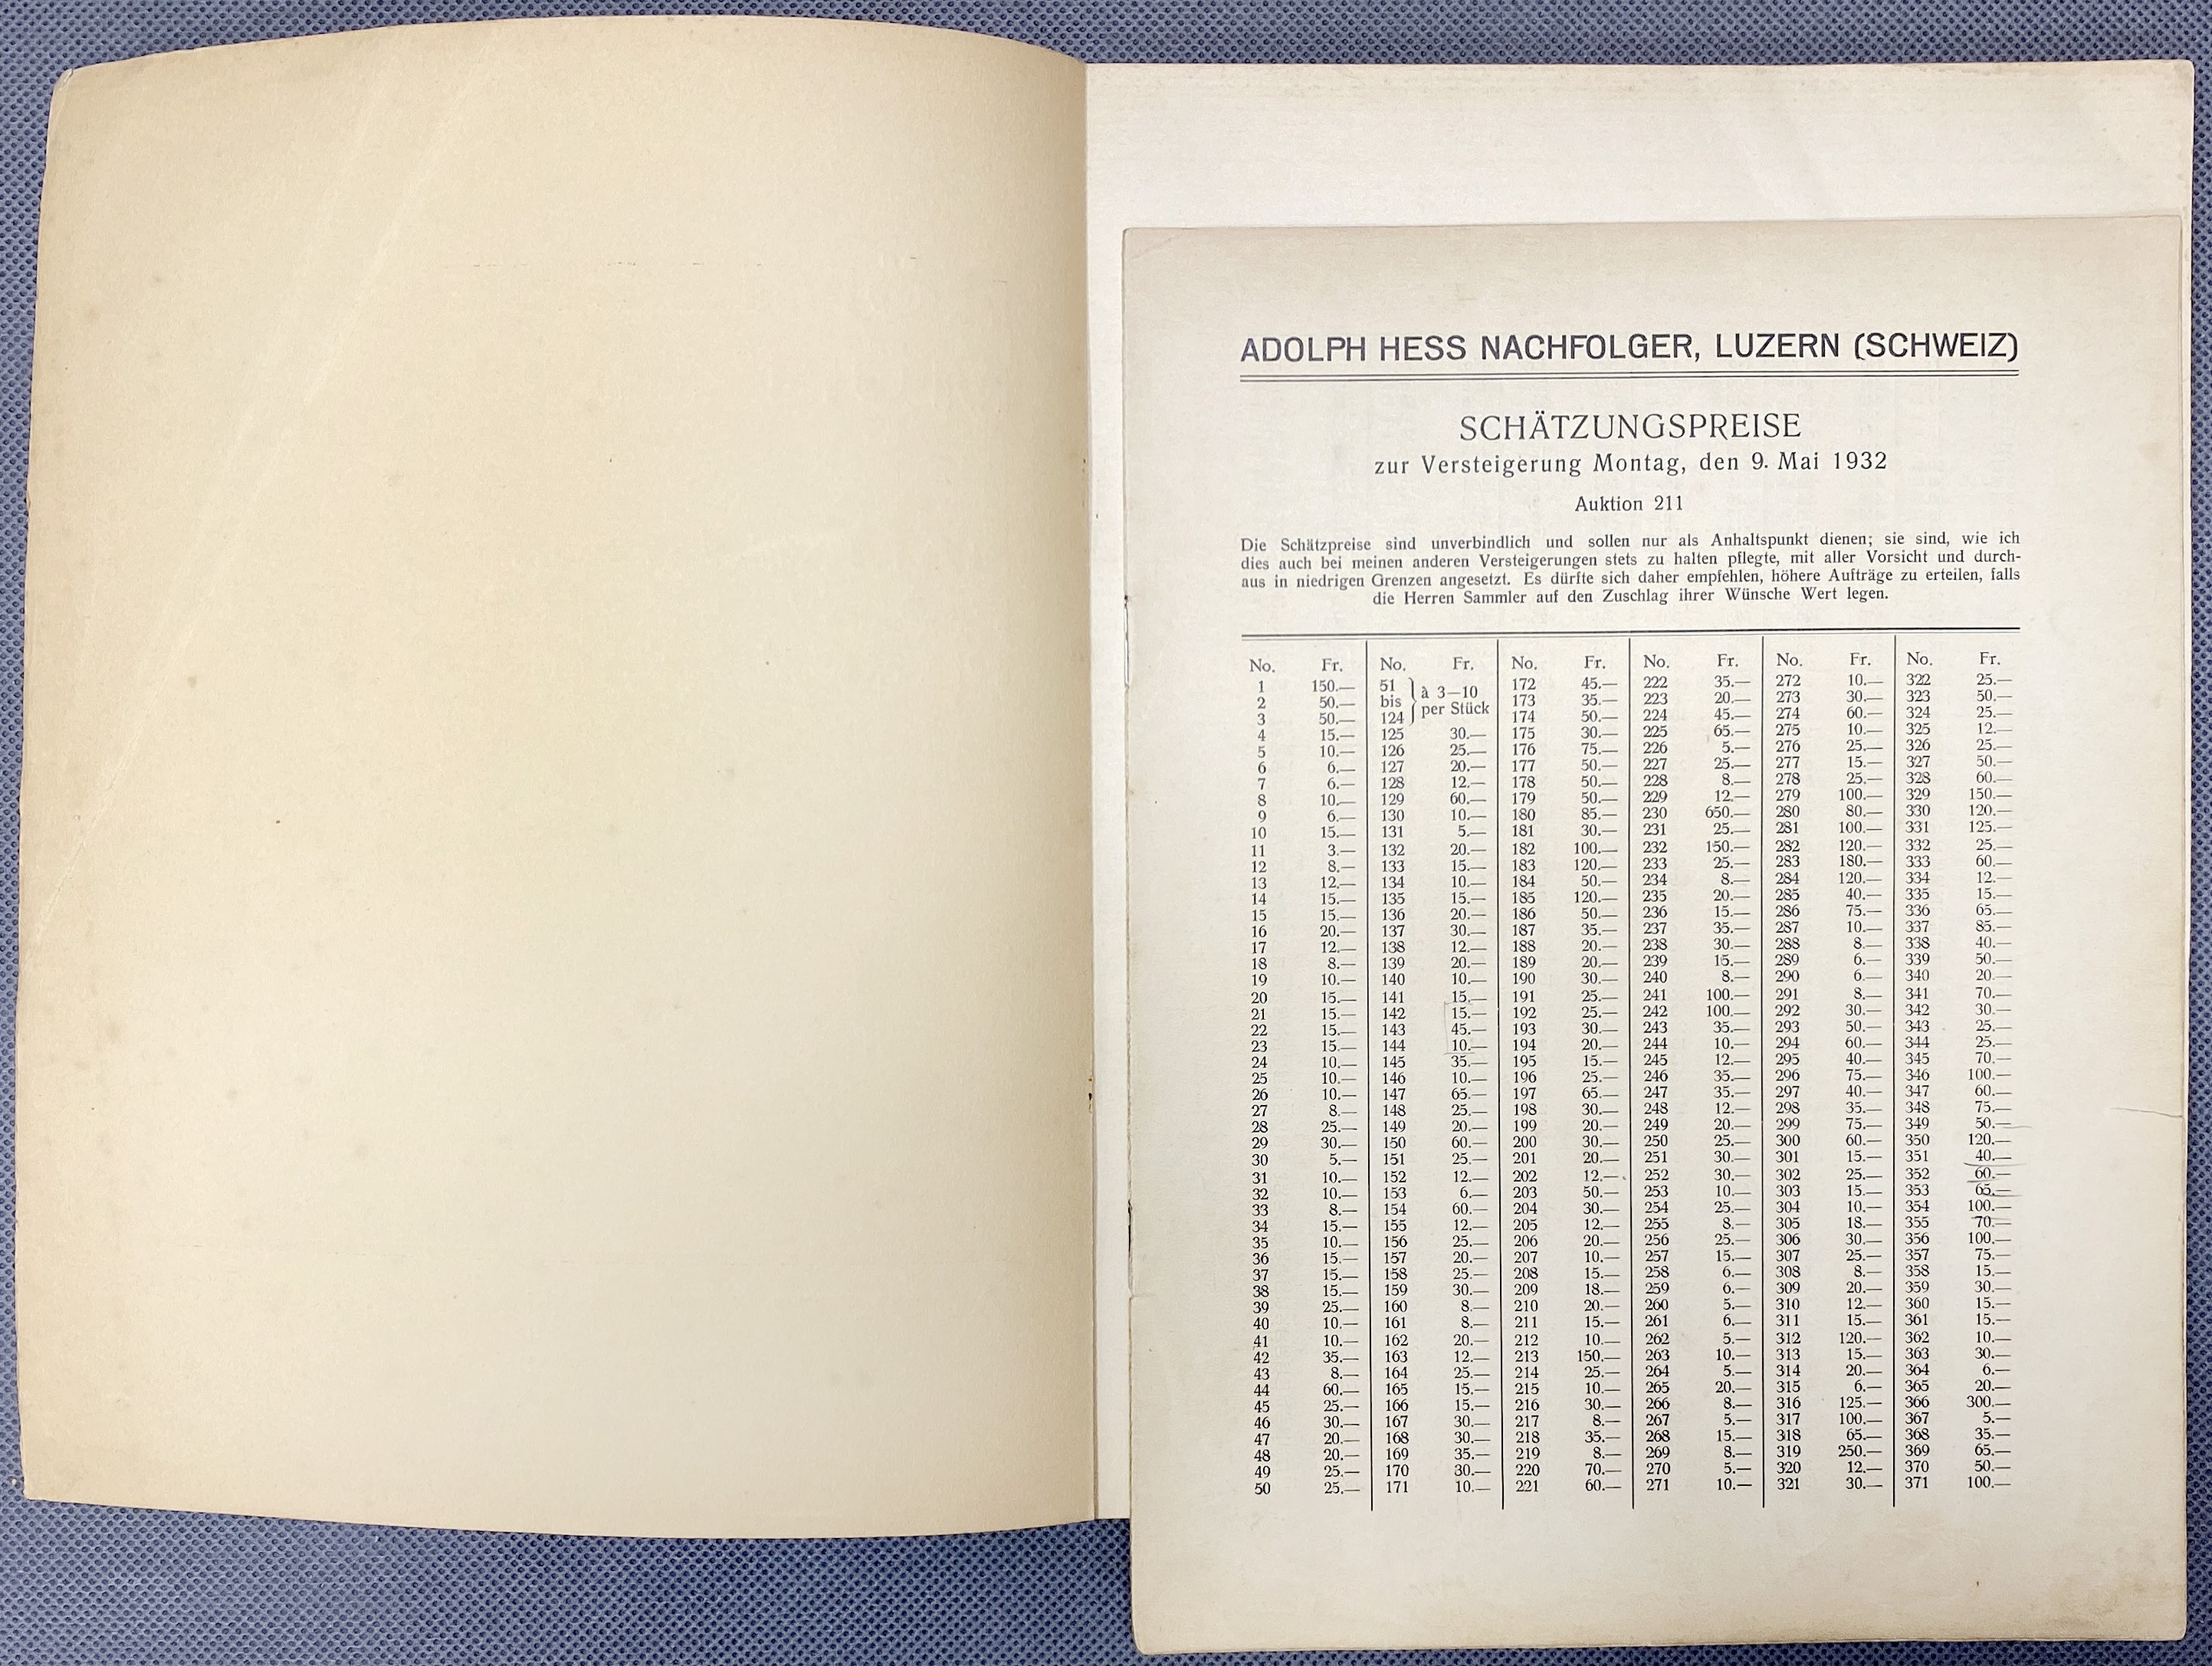 ADOLPH HESS NACHFOLGER, LUZERN (SCHWEIZ)
SCHÄTZUNGSPREISE
zur Versteigerung Montag, den 9. Mai 1932
Auktion 211
Die Schätzpreise sind unverbindlich und sollen nur als Anhaltspunkt dienen; sie sind, wie ich
dies auch bei meinen anderen Versteigerungen stets zu halten pflegte, mit aller Vorsicht und durch-
aus in niedrigen Grenzen angesetzt. Es dürfte sich daher empfehlen, höhere Aufträge zu erteilen, falls
die Herren Sammler auf den Zuschlag ihrer Wünsche Wert legen.
No. Fr. No. Fr. No. Fr. No. Fr. No. Fr. No. Fr.
1 150.— 51 à 3—10 172 45.— 222 35.— 272 10.— 322 25.—
2 50.— bis per Stück 173 35.— 223 20.— 273 30.— 323 50.—
3 50.— 124 174 50.— 224 45.— 274 60.— 324 25.—
4 15.— 125 30.— 175 30.— 225 65.— 275 10.— 325 12.—
5 10.— 126 25.— 176 75.— 226 5.— 276 25.— 326 25.—
6 6.— 127 20.— 177 50.— 227 25.— 277 15.— 327 50.—
7 6.— 128 12.— 178 50.— 228 8.— 278 25.— 328 60.—
8 10.— 129 60.— 179 50.— 229 12.— 279 100.— 329 150.—
9 6.— 130 10.— 180 85.— 230 650.— 280 80.— 330 120.—
10 15.— 131 5.— 181 30.— 231 25.— 281 100.— 331 125.—
11 3.— 132 20.— 182 100.— 232 150.— 282 120.— 332 25.—
12 8.— 133 15.— 183 120.— 233 25.— 283 180.— 333 60.—
13 12.— 134 10.— 184 50.— 234 8.— 284 120.— 334 12.—
14 15.— 135 15.— 185 120.— 235 20.— 285 40.— 335 15.—
15 15.— 136 20.— 186 50.— 236 15.— 286 75.— 336 65.—
16 20.— 137 30.— 187 35.— 237 35.— 287 10.— 337 85.—
17 12.— 138 12.— 188 20.— 238 30.— 288 8.— 338 40.—
18 8.— 139 20.— 189 20.— 239 15.— 289 6.— 339 50.—
19 10.— 140 10.— 190 30.— 240 8.— 290 6.— 340 20.—
20 15.— 141 15.— 191 25.— 241 100.— 291 8.— 341 70.—
21 15.— 142 15.— 192 25.— 242 100.— 292 30.— 342 30.—
22 15.— 143 45.— 193 30.— 243 35.— 293 50.— 343 25.—
23 15.— 144 10.— 194 20.— 244 10.— 294 60.— 344 25.—
24 10.— 145 35.— 195 15.— 245 12.— 295 40.— 345 70.—
25 10.— 146 10.— 196 25.— 246 35.— 296 75.— 346 100.—
26 10.— 147 65.— 197 65.— 247 35.— 297 40.— 347 60.—
27 8.— 148 25.— 198 30.— 248 12.— 298 35.— 348 75.—
28 25.— 149 20.— 199 20.— 249 20.— 299 75.— 349 50.—
29 30.— 150 60.— 200 30.— 250 25.— 300 60.— 350 120.—
30 5.— 151 25.— 201 20.— 251 30.— 301 15.— 351 40.—
31 10.— 152 12.— 202 12.— 252 30.— 302 25.— 352 60.—
32 10.— 153 6.— 203 50.— 253 10.— 303 15.— 353 65.—
33 8.— 154 60.— 204 30.— 254 25.— 304 10.— 354 100.—
34 15.— 155 12.— 205 12.— 255 8.— 305 18.— 355 70.—
35 10.— 156 25.— 206 20.— 256 25.— 306 30.— 356 100.—
36 15.— 157 20.— 207 10.— 257 15.— 307 25.— 357 75.—
37 15.— 158 25.— 208 15.— 258 6.— 308 8.— 358 15.—
38 15.— 159 30.— 209 18.— 259 6.— 309 20.— 359 30.—
39 25.— 160 8.— 210 20.— 260 5.— 310 12.— 360 15.—
40 10.— 161 8.— 211 15.— 261 6.— 311 15.— 361 15.—
41 10.— 162 20.— 212 10.— 262 5.— 312 120.— 362 10.—
42 35.— 163 12.— 213 150.— 263 10.— 313 15.— 363 30.—
43 8.— 164 25.— 214 25.— 264 5.— 314 20.— 364 6.—
44 60.— 165 15.— 215 10.— 265 20.— 315 6.— 365 20.—
45 25.— 166 15.— 216 30.— 266 8.— 316 125.— 366 300.—
46 30.— 167 30.— 217 8.— 267 5.— 317 100.— 367 5.—
47 20.— 168 30.— 218 35.— 268 15.— 318 65.— 368 35.—
48 20.— 169 35.— 219 8.— 269 8.— 319 250.— 369 65.—
49 25.— 170 30.— 220 70.— 270 5.— 320 12.— 370 50.—
50 25.— 171 10.— 221 60.— 271 10.— 321 30.— 371 100.—